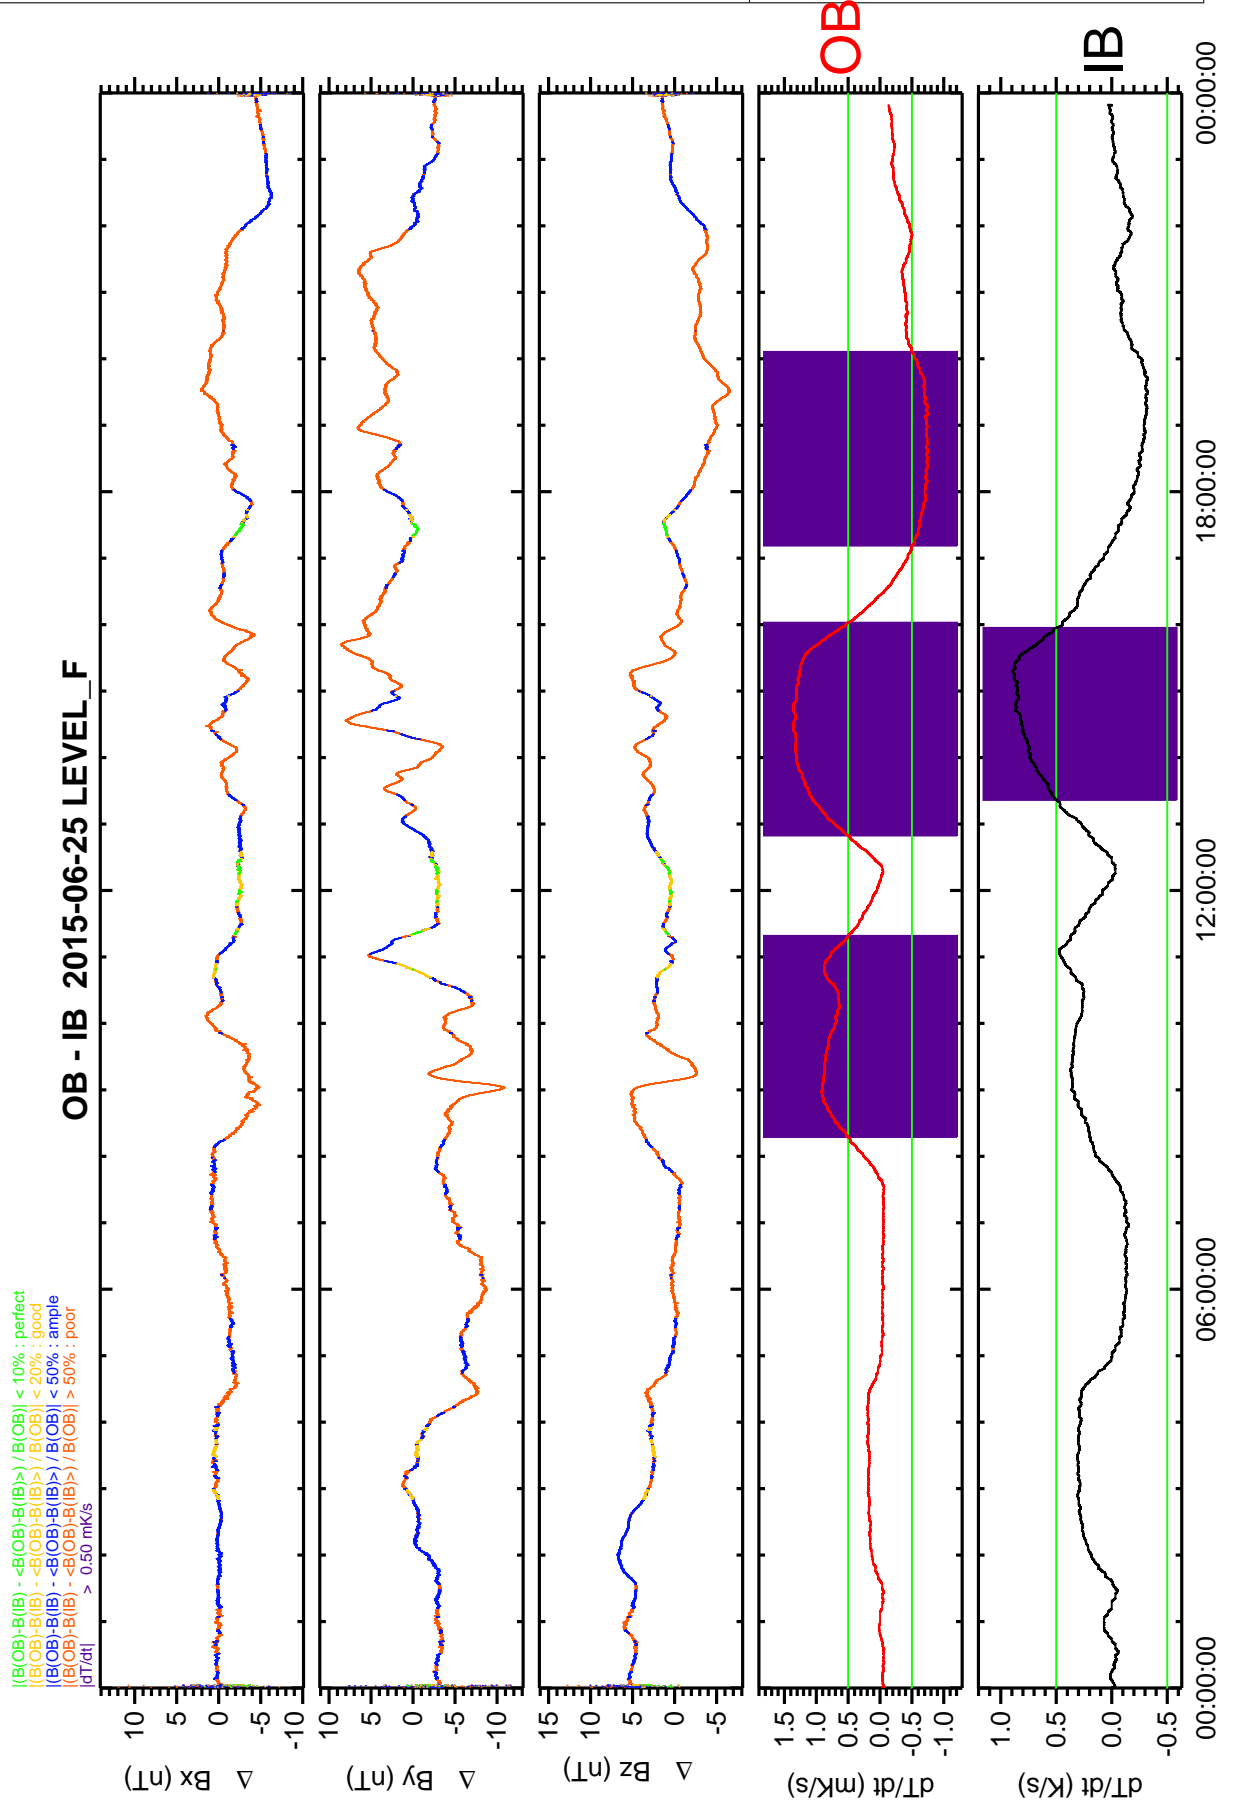 |(B(OB)-B(IB) - <B(OB)-B(IB)>) / B(OB)| < 10% : perfect
|(B(OB)-B(IB) - <B(OB)-B(IB)>) / B(OB)| < 20% : good
|(B(OB)-B(IB) - <B(OB)-B(IB)>) / B(OB)| < 50% : ample
|(B(OB)-B(IB) - <B(OB)-B(IB)>) / B(OB)| > 50% : poor
|dT/dt| > 0.50 mK/s
OB - IB 2015-06-25 LEVEL_F
Δ Bx (nT)
10
5
0
-5
-10
Δ By (nT)
10
5
0
-5
-10
Δ Bz (nT)
15
10
5
0
-5
dT/dt (mK/s)
1.5
1.0
0.5
0.0
-0.5
-1.0
OB
dT/dt (K/s)
1.0
0.5
0.0
-0.5
IB
00:00:00
06:00:00
12:00:00
18:00:00
00:00:00